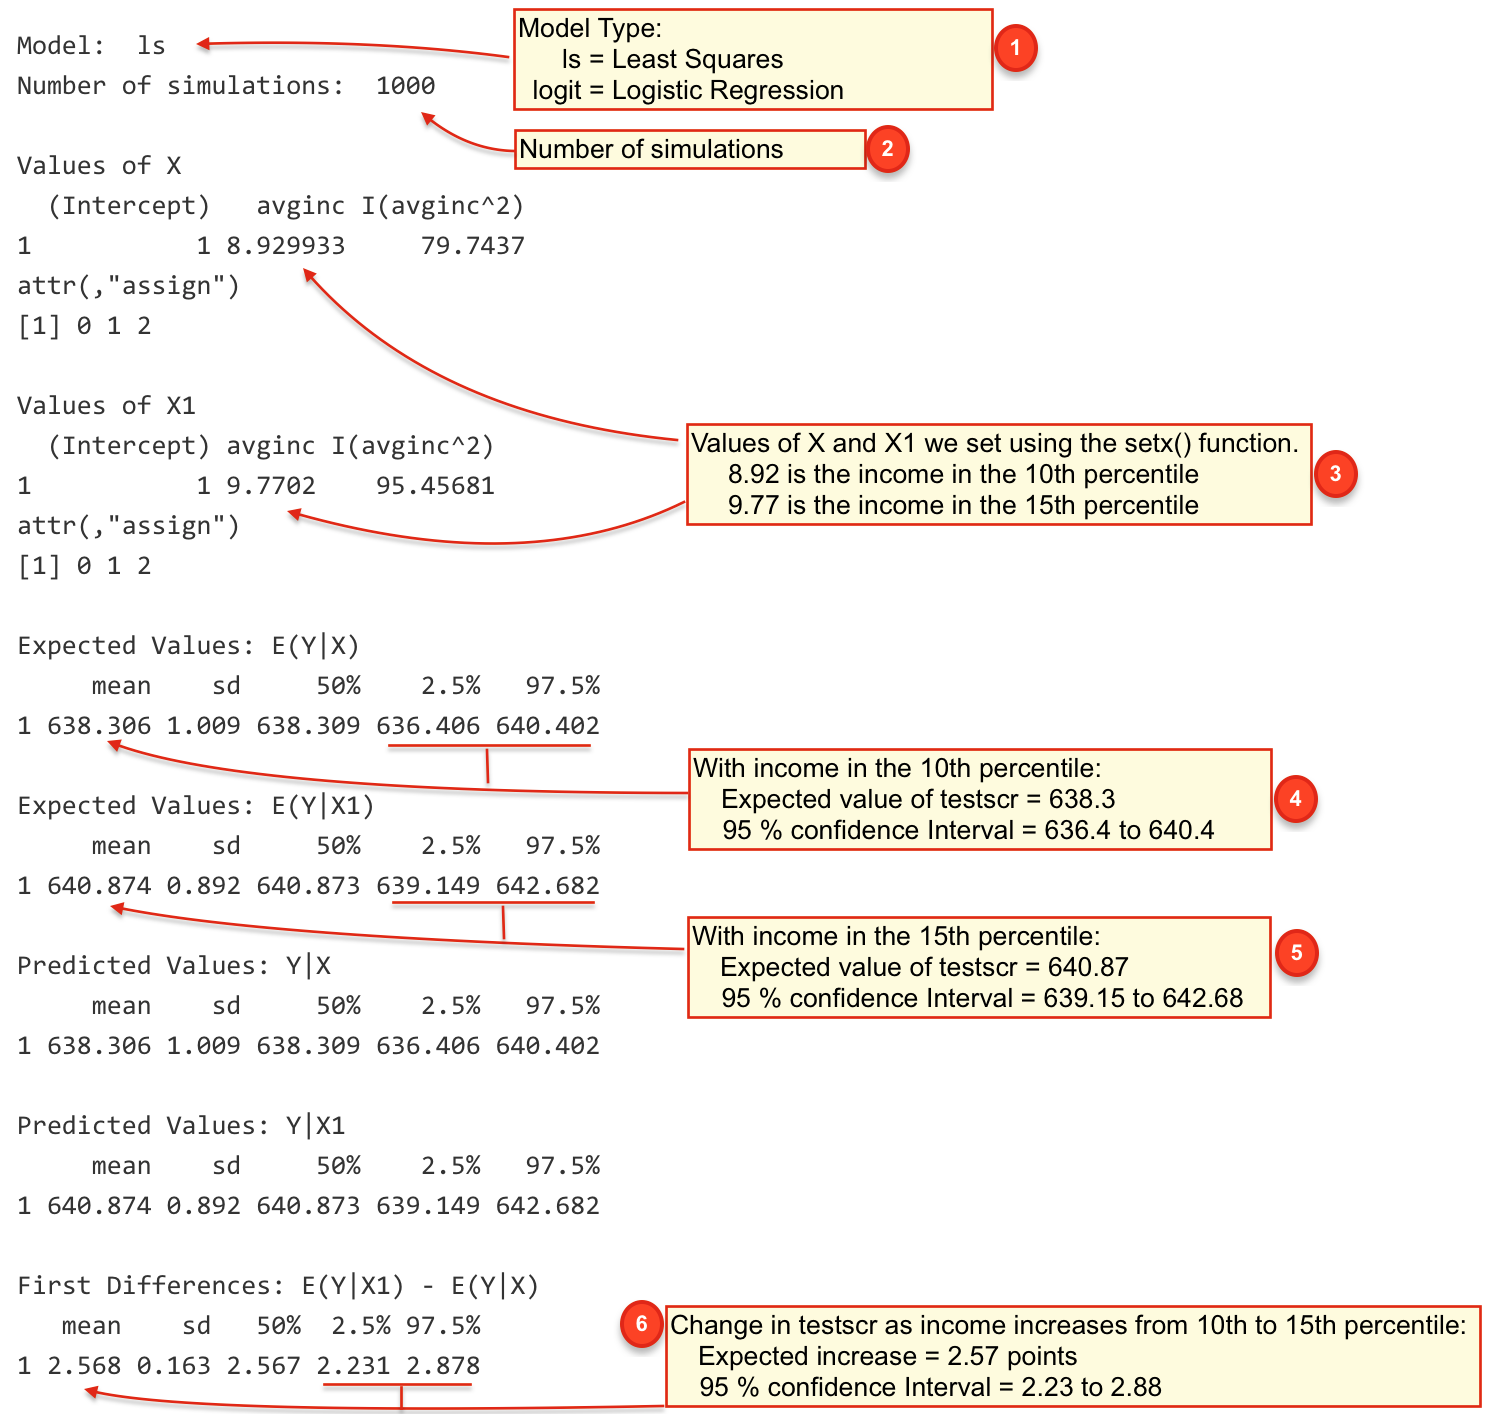 Model:  ls
Model Type:
ls = Least Squares
logit = Logistic Regression
1
Number of simulations:  1000
Number of simulations
2
Values of X
(Intercept)   avginc I(avginc^2)
1           1 8.929933     79.7437
attr(,"assign")
[1] 0 1 2
Values of X1
(Intercept) avginc I(avginc^2)
1           1 9.7702    95.45681
attr(,"assign")
[1] 0 1 2
Values of X and X1 we set using the setx() function.
8.92 is the income in the 10th percentile
9.77 is the income in the 15th percentile
3
Expected Values: E(Y|X)
mean    sd     50%    2.5%   97.5%
1 638.306 1.009 638.309 636.406 640.402
With income in the 10th percentile:
Expected value of testscr = 638.3
95 % confidence Interval = 636.4 to 640.4
4
Expected Values: E(Y|X1)
mean    sd     50%    2.5%   97.5%
1 640.874 0.892 640.873 639.149 642.682
With income in the 15th percentile:
Expected value of testscr = 640.87
95 % confidence Interval = 639.15 to 642.68
5
Predicted Values: Y|X
mean    sd     50%    2.5%   97.5%
1 638.306 1.009 638.309 636.406 640.402
Predicted Values: Y|X1
mean    sd     50%    2.5%   97.5%
1 640.874 0.892 640.873 639.149 642.682
First Differences: E(Y|X1) - E(Y|X)
mean    sd   50%  2.5% 97.5%
1 2.568 0.163 2.567 2.231 2.878
6
Change in testscr as income increases from 10th to 15th percentile:
Expected increase = 2.57 points
95 % confidence Interval = 2.23 to 2.88